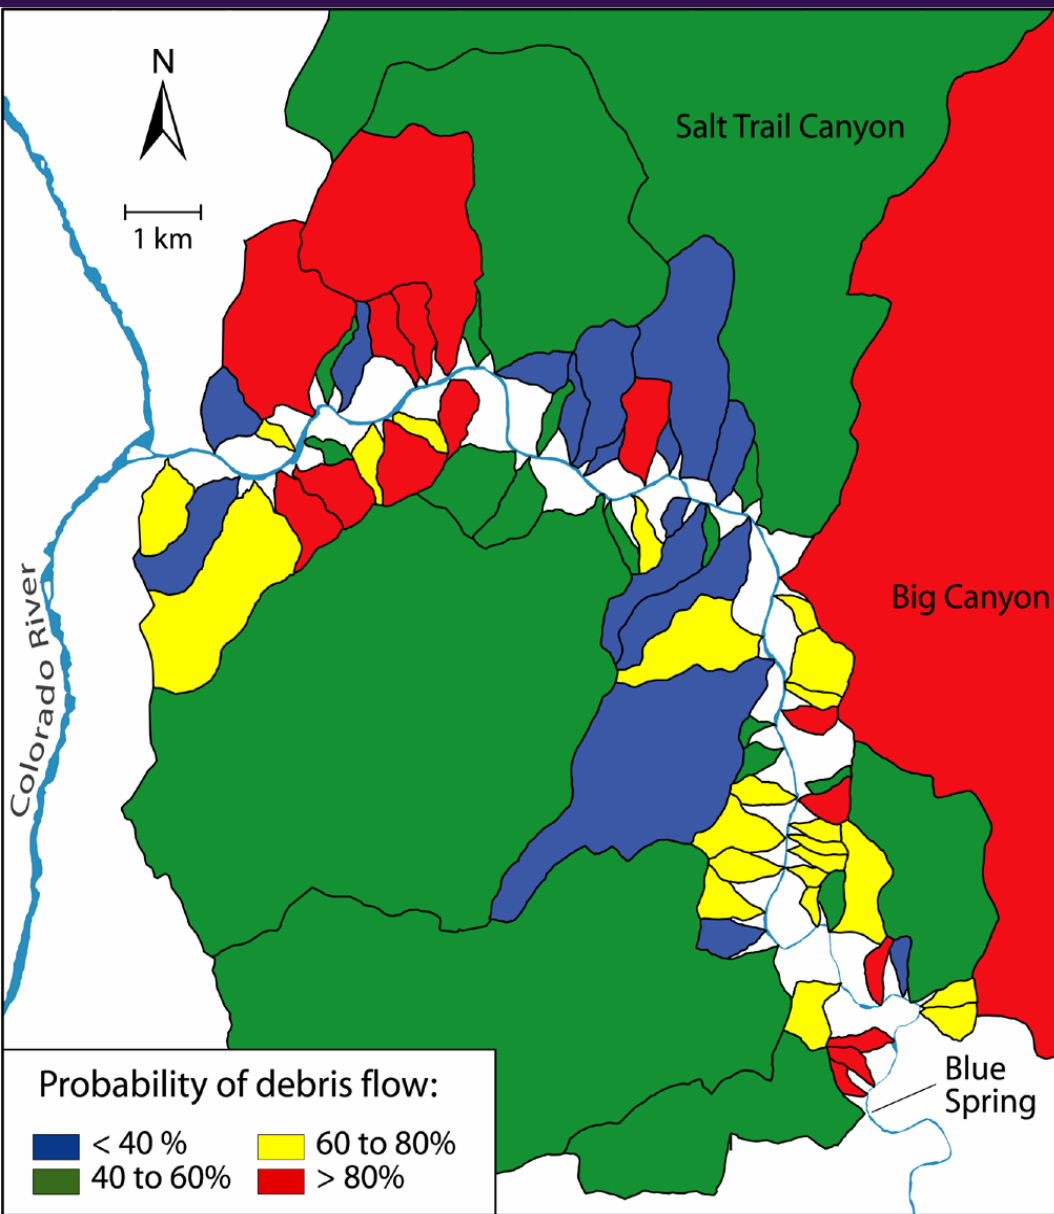 N
1 km
Salt Trail Canyon
Big Canyon
Colorado River
Blue
Spring
Probability of debris flow:
< 40 %
60 to 80%
40 to 60%
> 80%